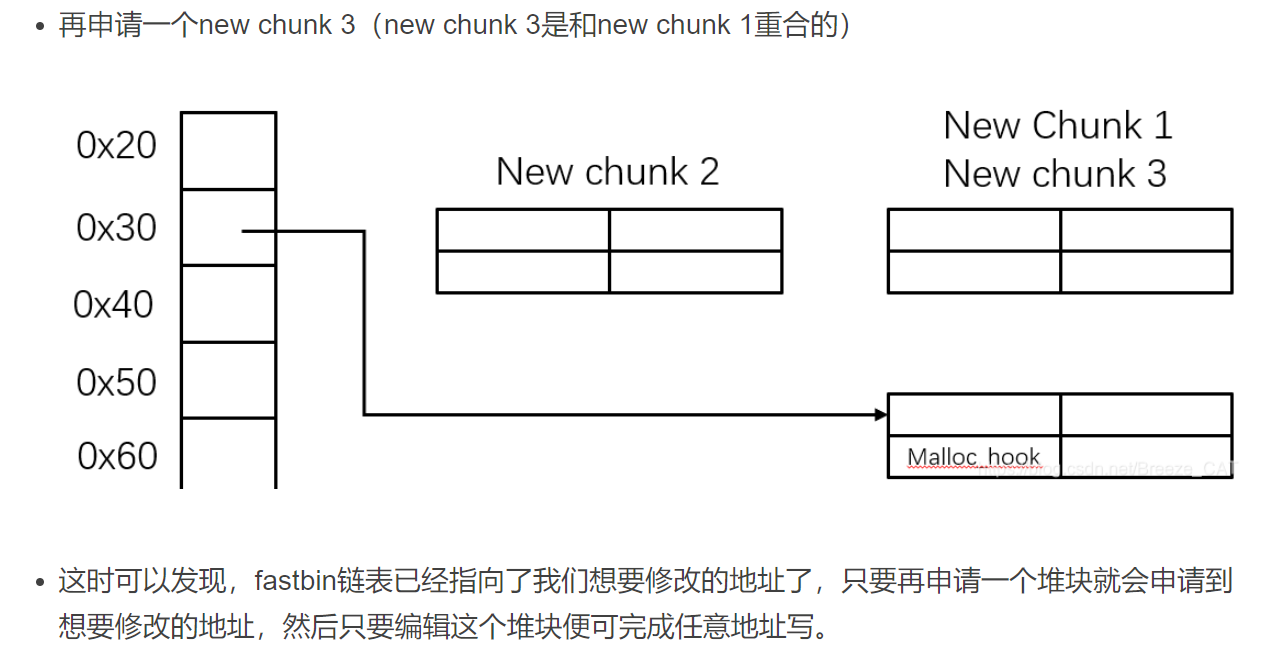 再申请一个new chunk 3（new chunk 3是和new chunk 1重合的）
New Chunk 1
New chunk 2
New chunk 3
0x20
0x30
0x40
0x50
0x60
Malloc_hook
https://blog.csdn.net/Breeze_CAT
这时可以发现，fastbin链表已经指向了我们想要修改的地址了，只要再申请一个堆块就会申请到
想要修改的地址，然后只要编辑这个堆块便可完成任意地址写。